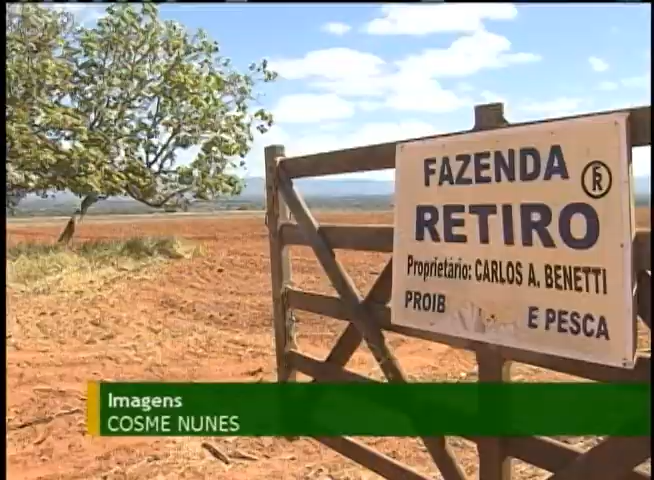 FAZENDA R
RETIRO
Proprietário: CARLOS A. BENETTI
PROIB E PESCA
Imagens
COSME NUNES